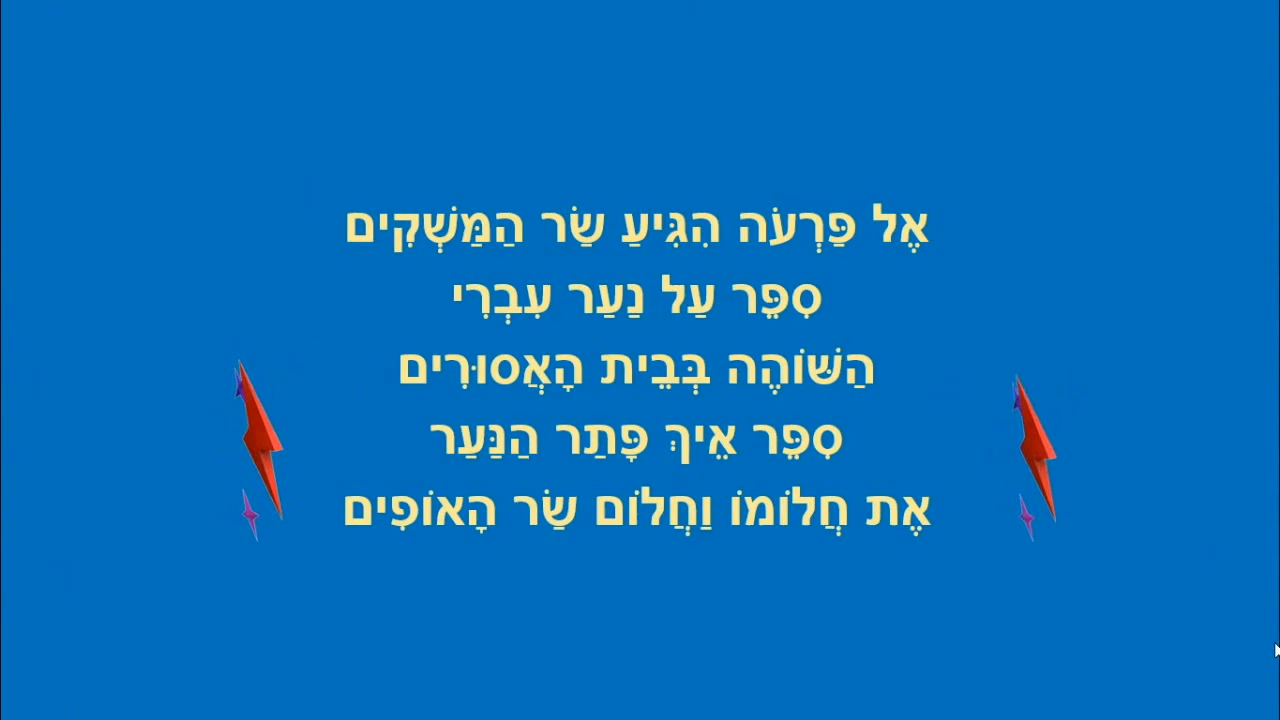 אֶל פַּרְעֹה הִגִּיעַ שַׂר הַמַּשְׁקִים
סִפֵּר עַל נַעַר עִבְרִי
הַשּׁוֹהֶה בְּבֵית הָאֲסוּרִים
סִפֵּר אֵיךְ פָּתַר הַנַּעַר
אֶת חֲלוֹמוֹ וַחֲלוֹם שַׂר הָאוֹפִים